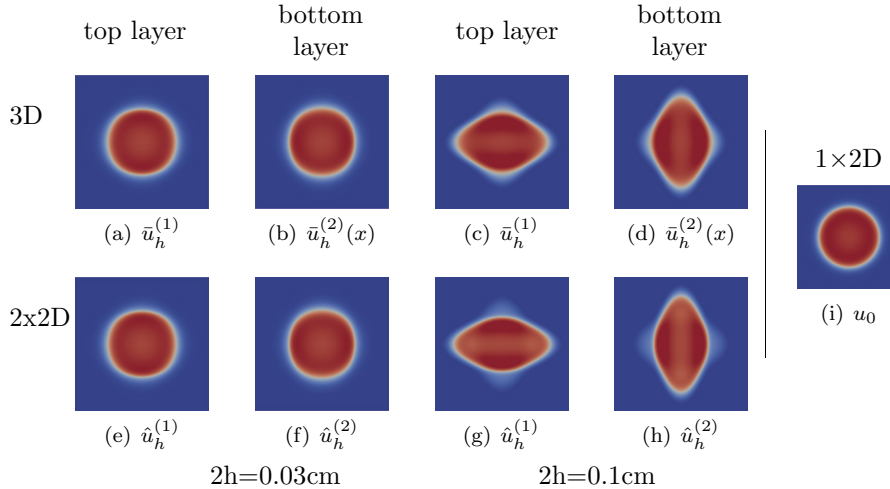 top layer
bottom
layer
top layer
bottom
layer
3D
(a) ū_h^(1)
(b) ū_h^(2)(x)
(c) ū_h^(1)
(d) ū_h^(2)(x)
1×2D
(i) u_0
2x2D
(e) û_h^(1)
(f) û_h^(2)
(g) û_h^(1)
(h) û_h^(2)
2h=0.03cm
2h=0.1cm